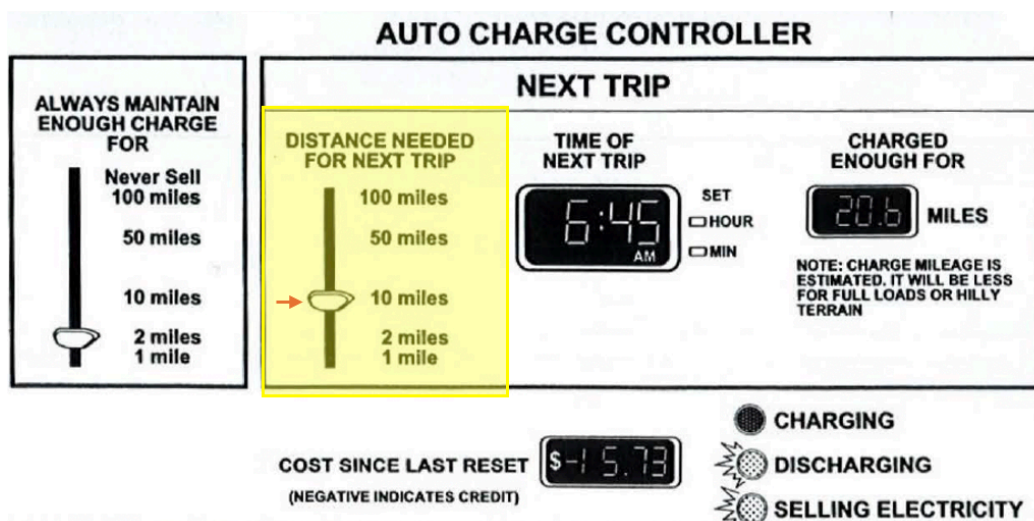 AUTO CHARGE CONTROLLER
ALWAYS MAINTAIN
ENOUGH CHARGE
FOR
Never Sell
100 miles
50 miles
10 miles
2 miles
1 mile
NEXT TRIP
DISTANCE NEEDED
FOR NEXT TRIP
100 miles
50 miles
10 miles
2 miles
1 mile
TIME OF
NEXT TRIP
6:45
AM
SET
HOUR
MIN
CHARGED
ENOUGH FOR
20.6 MILES
NOTE: CHARGE MILEAGE IS
ESTIMATED. IT WILL BE LESS
FOR FULL LOADS OR HILLY
TERRAIN
COST SINCE LAST RESET
(NEGATIVE INDICATES CREDIT)
$-15.73
CHARGING
DISCHARGING
SELLING ELECTRICITY